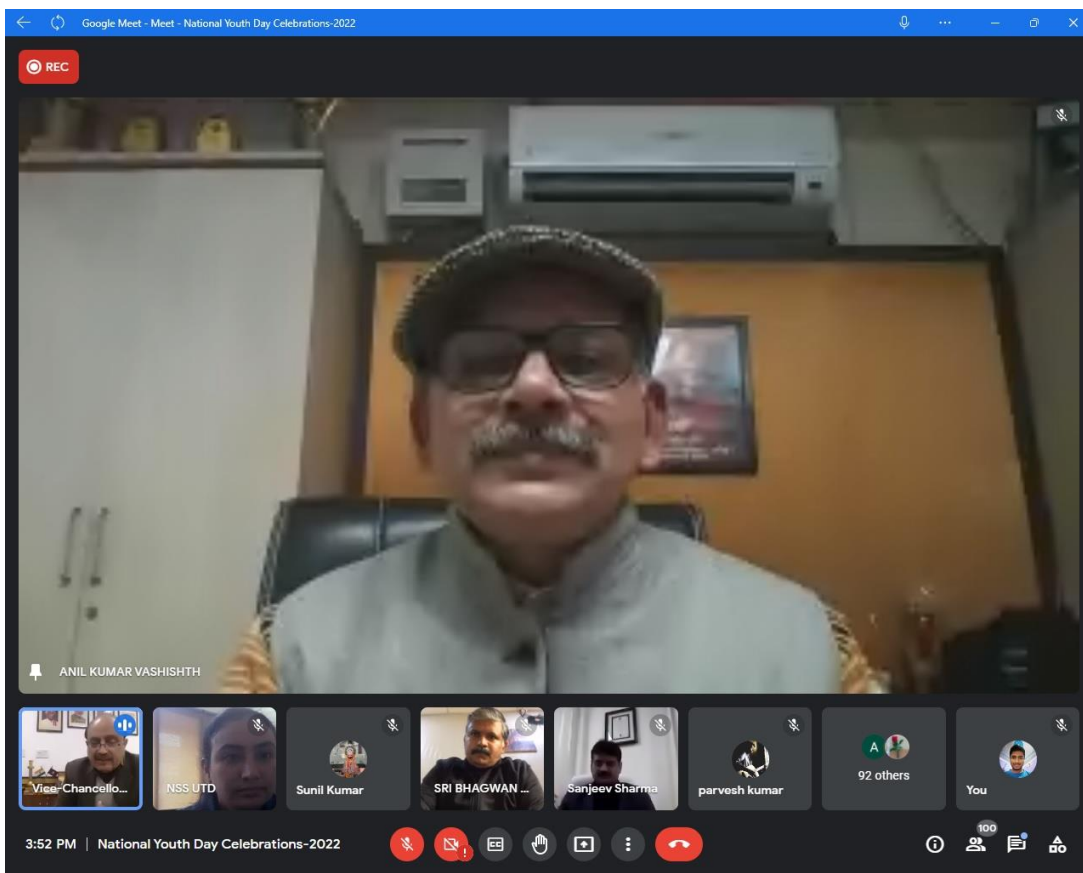 Google Meet - Meet - National Youth Day Celebrations-2022
REC
ANIL KUMAR VASHISHTH
Vice-Chancello...
NSS UTD
Sunil Kumar
SRI BHAGWAN ...
Sanjeev Sharma
parvesh kumar
A
92 others
You
3:52 PM | National Youth Day Celebrations-2022
CC
100